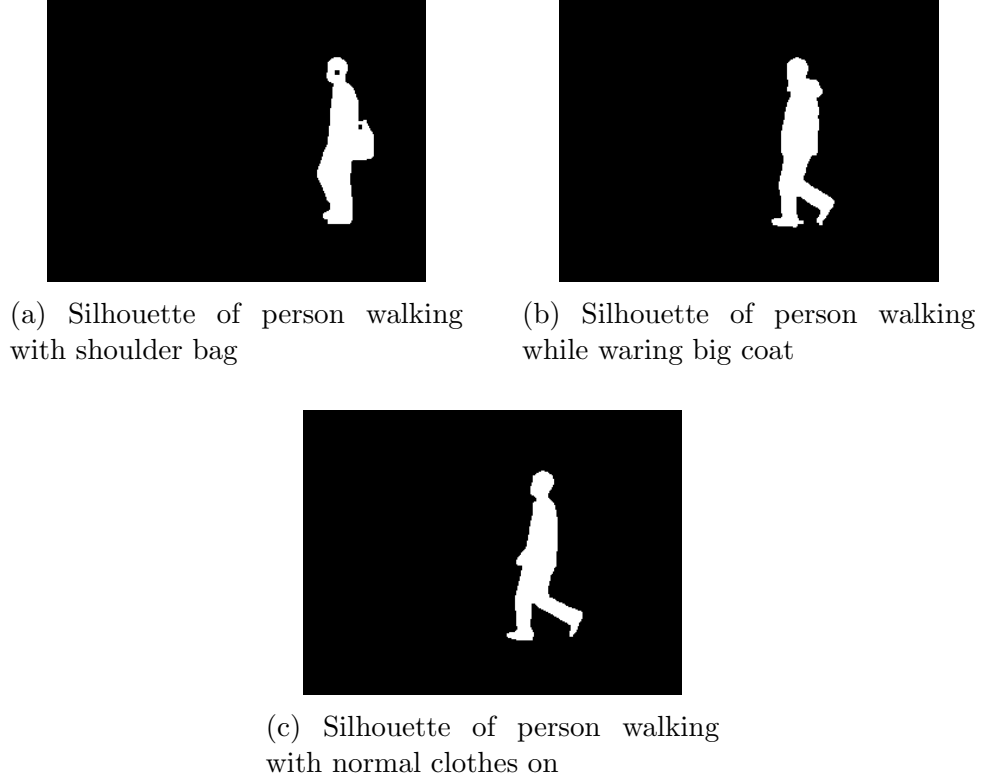 (a) Silhouette of person walking
with shoulder bag
(b) Silhouette of person walking
while waring big coat
(c) Silhouette of person walking
with normal clothes on